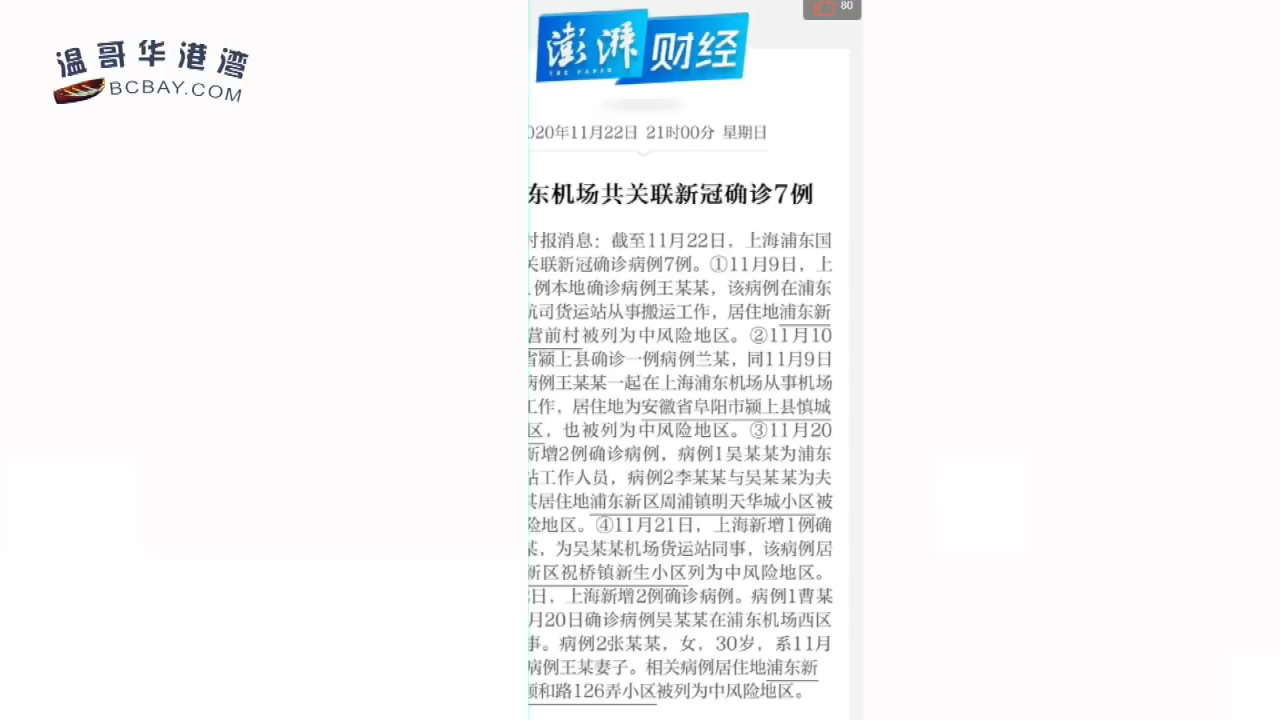 温哥华港湾
BCBAY.COM
80
澎湃
THE PAPER
财经
020年11月22日 21时00分 星期日
东机场共关联新冠确诊7例
时报消息：截至11月22日，上海浦东国
关联新冠确诊病例7例。①11月9日，上
例本地确诊病例王某某，该病例在浦东
航司货运站从事搬运工作，居住地浦东新
营前村被列为中风险地区。②11月10
省颍上县确诊一例病例兰某，同11月9日
病例王某某一起在上海浦东机场从事机场
工作，居住地为安徽省阜阳市颍上县慎城
区，也被列为中风险地区。③11月20
新增2例确诊病例，病例1吴某某为浦东
站工作人员，病例2李某某与吴某某为夫
其居住地浦东新区周浦镇明天华城小区被
险地区。④11月21日，上海新增1例确
某，为吴某某机场货运站同事，该病例居
新区祝桥镇新生小区列为中风险地区。
日，上海新增2例确诊病例。病例1曹某
月20日确诊病例吴某某在浦东机场西区
事。病例2张某某，女，30岁，系11月
病例王某妻子。相关病例居住地浦东新
顺和路126弄小区被列为中风险地区。